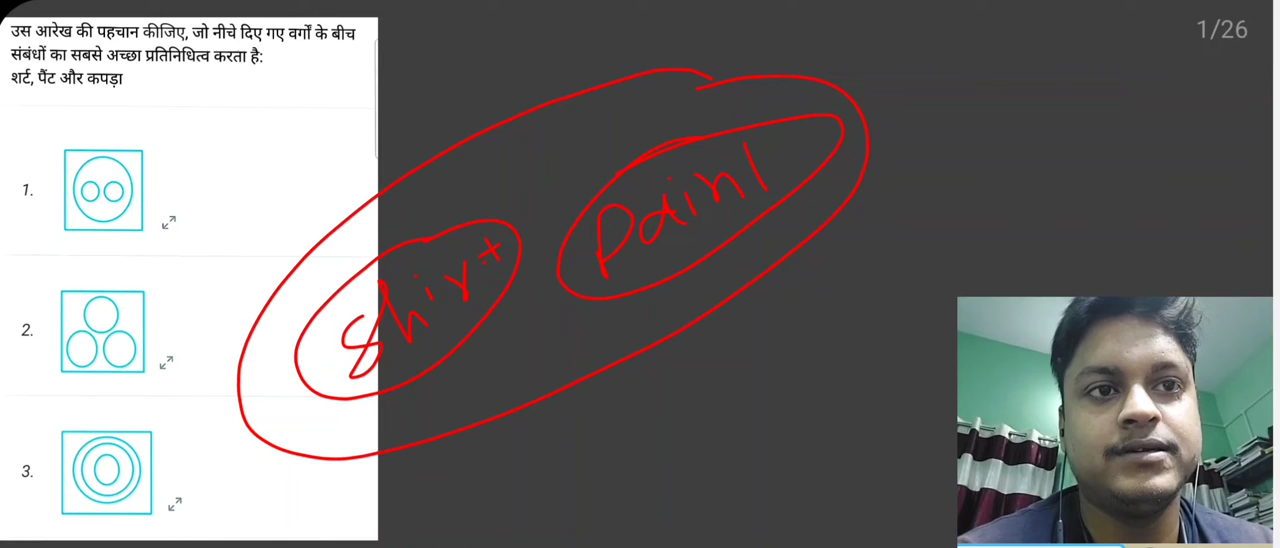 उस आरेख की पहचान कीजिए, जो नीचे दिए गए वर्गों के बीच
संबंधों का सबसे अच्छा प्रतिनिधित्व करता है:
शर्ट, पैंट और कपड़ा
1/26
1.
2.
3.
Shirt
Paint